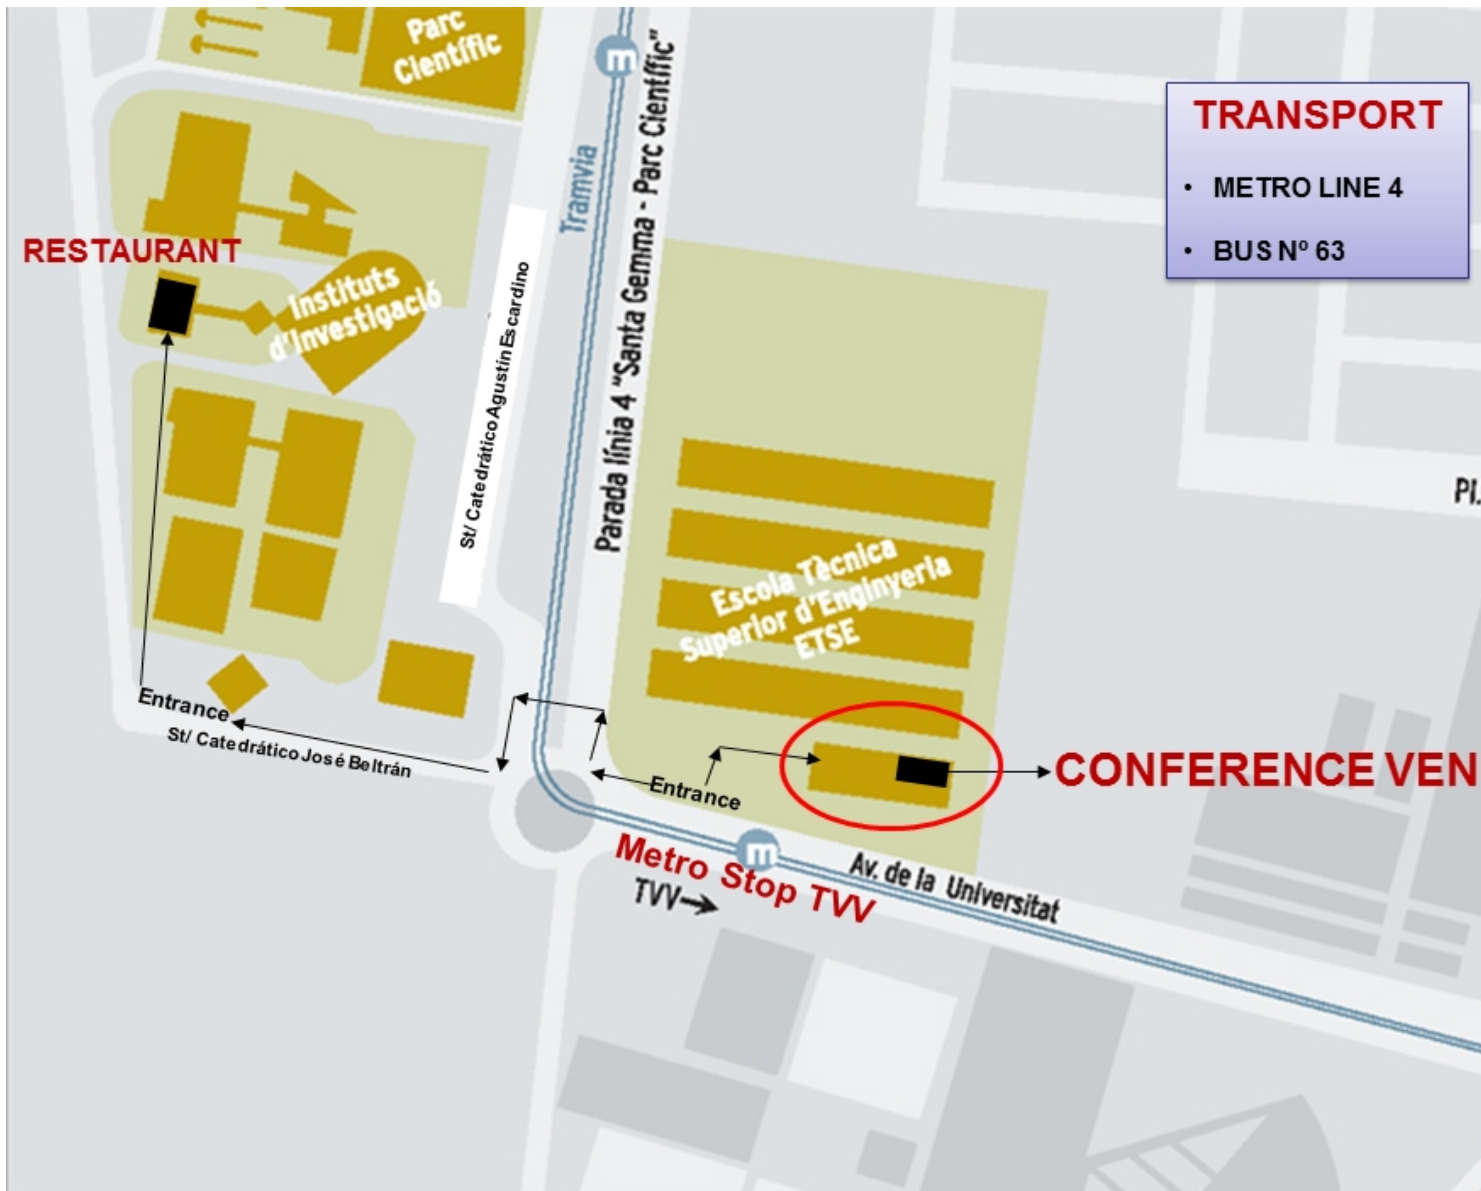 Parc
Científic
m
Parada línia 4 "Santa Gemma - Parc Científic"
Tramvia
TRANSPORT
• METRO LINE 4
• BUS Nº 63
RESTAURANT
Instituts
d'Investigació
St/ Catedrático Agustín Escardino
Pl.
Escola Tècnica
Superior d'Enginyeria
ETSE
Entrance
St/ Catedrático José Beltrán
Entrance
CONFERENCE VEN
m
Metro Stop TVV
TVV
Av. de la Universitat